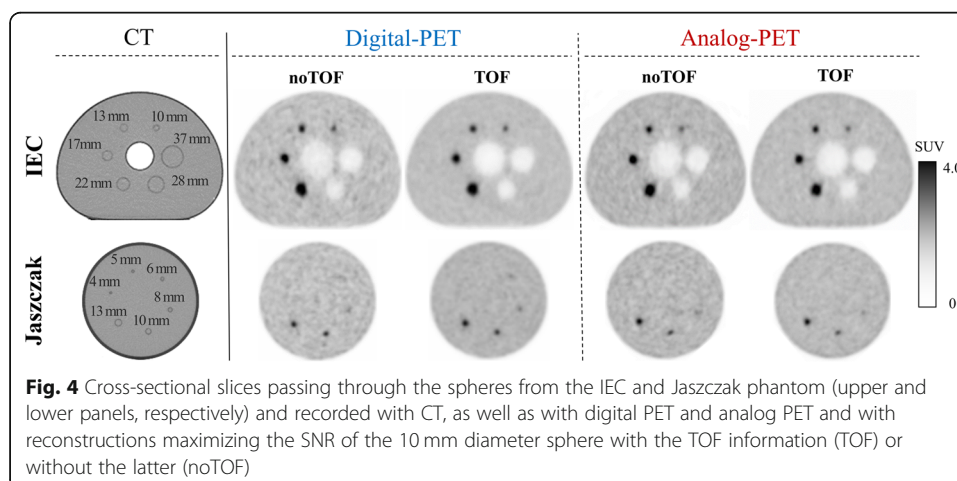 CT
Digital-PET
Analog-PET
noTOF
TOF
noTOF
TOF
IEC
13 mm
10 mm
17mm
37 mm
22 mm
28 mm
SUV
4.0
0
Jaszczak
5 mm
6 mm
4 mm
8 mm
13 mm
10 mm
Fig. 4 Cross-sectional slices passing through the spheres from the IEC and Jaszczak phantom (upper and
lower panels, respectively) and recorded with CT, as well as with digital PET and analog PET and with
reconstructions maximizing the SNR of the 10 mm diameter sphere with the TOF information (TOF) or
without the latter (noTOF)